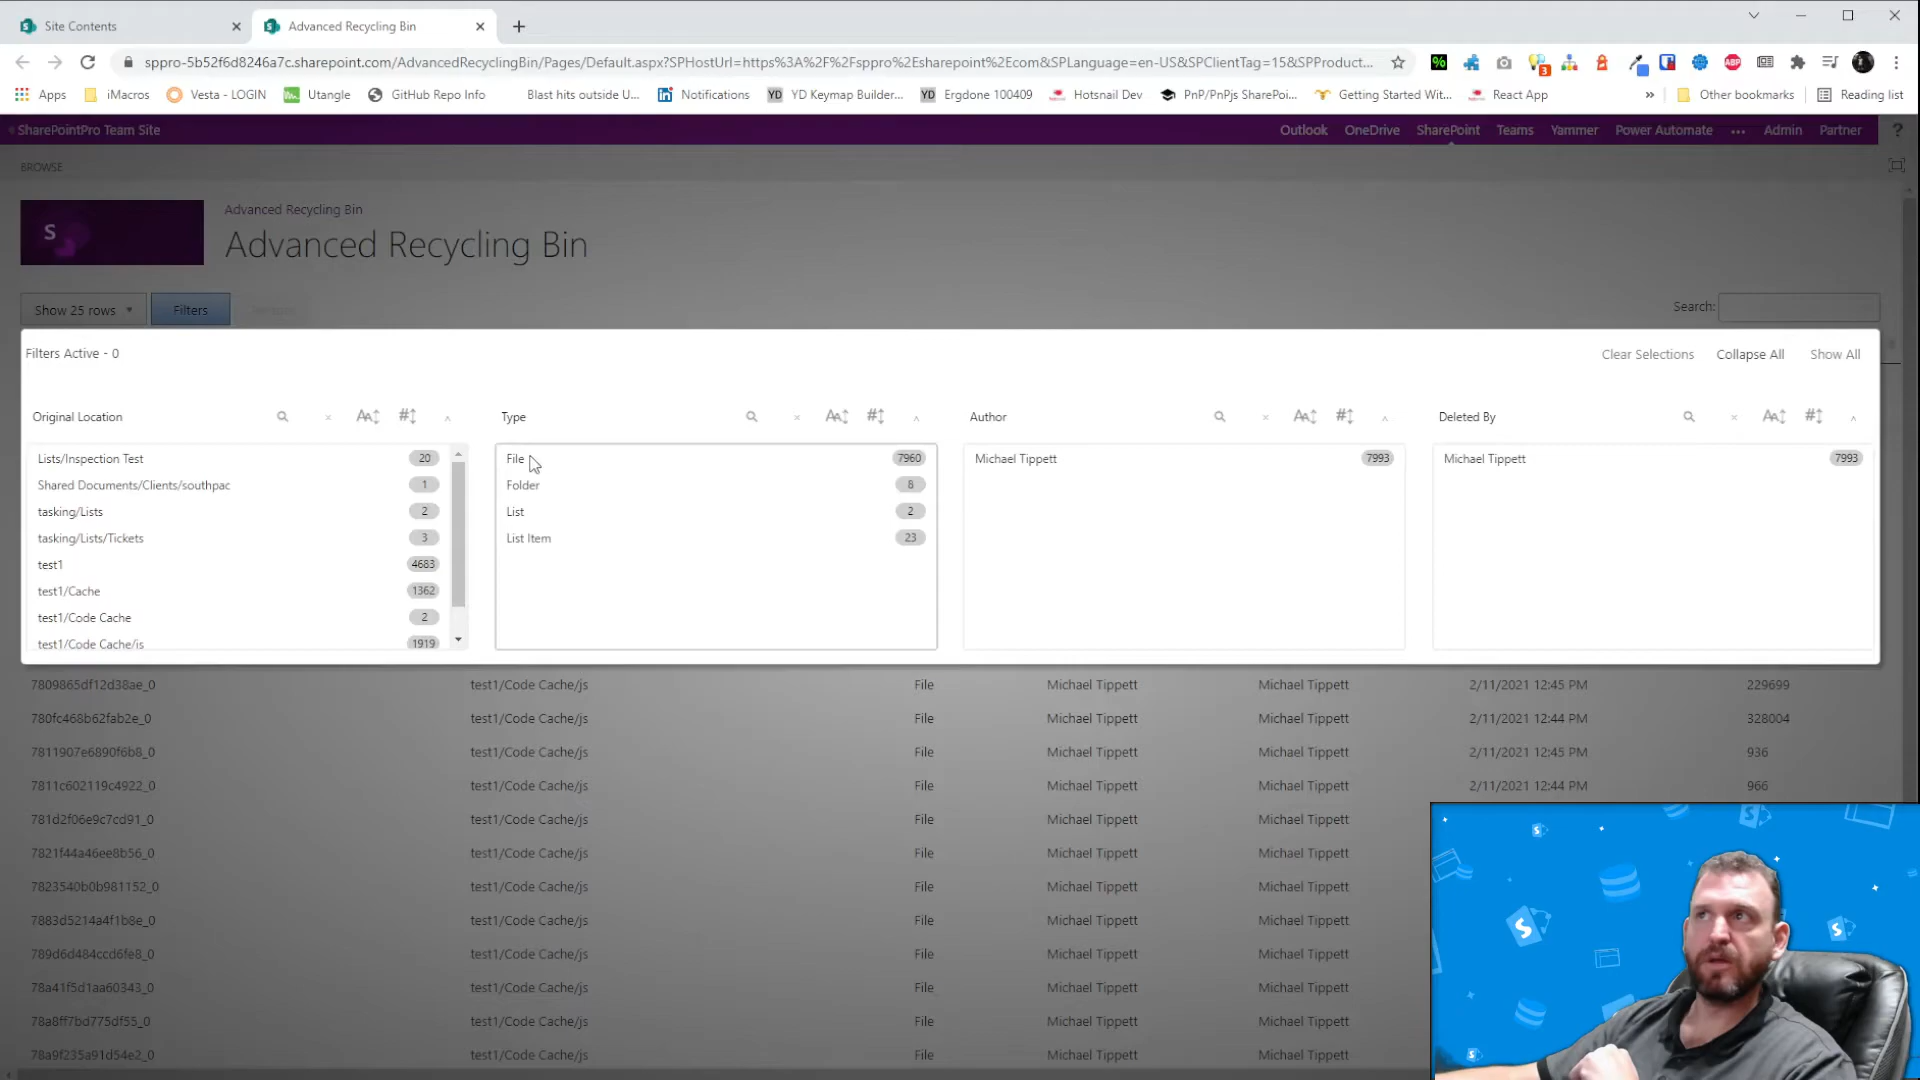 Site Contents
Advanced Recycling Bin
sppro-5b52f6d8246a7c.sharepoint.com/AdvancedRecyclingBin/Pages/Default.aspx?SPHostUrl=https%3A%2F%2Fsppro%2Esharepoint%2Ecom&SPLanguage=en-US&SPClientTag=15&SPProduct...
Apps iMacros Vesta - LOGIN Utangle GitHub Repo Info Blast hits outside U... Notifications YD YD Keymap Builder... YD Ergdone 100409 Hotsnail Dev PnP/PnPjs SharePoi... Getting Started Wit... React App » Other bookmarks Reading list
SharePointPro Team Site Outlook OneDrive SharePoint Teams Yammer Power Automate ... Admin Partner ?
BROWSE
S
Advanced Recycling Bin
Advanced Recycling Bin
Show 25 rows Filters Search:
Filters Active - 0 Clear Selections Collapse All Show All
Original Location Type Author Deleted By
Lists/Inspection Test 20 File 7960 Michael Tippett 7993 Michael Tippett 7993
Shared Documents/Clients/southpac 1 Folder 8
tasking/Lists 2 List 2
tasking/Lists/Tickets 3 List Item 23
test1 4683
test1/Cache 1362
test1/Code Cache 2
test1/Code Cache/js 1919
7809865df12d38ae_0 test1/Code Cache/js File Michael Tippett Michael Tippett 2/11/2021 12:45 PM 229699
780fc468b62fab2e_0 test1/Code Cache/js File Michael Tippett Michael Tippett 2/11/2021 12:44 PM 328004
7811907e6890f6b8_0 test1/Code Cache/js File Michael Tippett Michael Tippett 2/11/2021 12:45 PM 936
7811c602119c4922_0 test1/Code Cache/js File Michael Tippett Michael Tippett 2/11/2021 12:44 PM 966
781d2f06e9c7cd91_0 test1/Code Cache/js File Michael Tippett Michael Tippett
7821f44a46ee8b56_0 test1/Code Cache/js File Michael Tippett Michael Tippett
7823540b0b981152_0 test1/Code Cache/js File Michael Tippett Michael Tippett
7883d5214a4f1b8e_0 test1/Code Cache/js File Michael Tippett Michael Tippett
789d6d484ccd6fe8_0 test1/Code Cache/js File Michael Tippett Michael Tippett
78a41f5d1aa60343_0 test1/Code Cache/js File Michael Tippett Michael Tippett
78a8ff7bd775df55_0 test1/Code Cache/js File Michael Tippett Michael Tippett
78a9f235a91d54e2_0 test1/Code Cache/js File Michael Tippett Michael Tippett